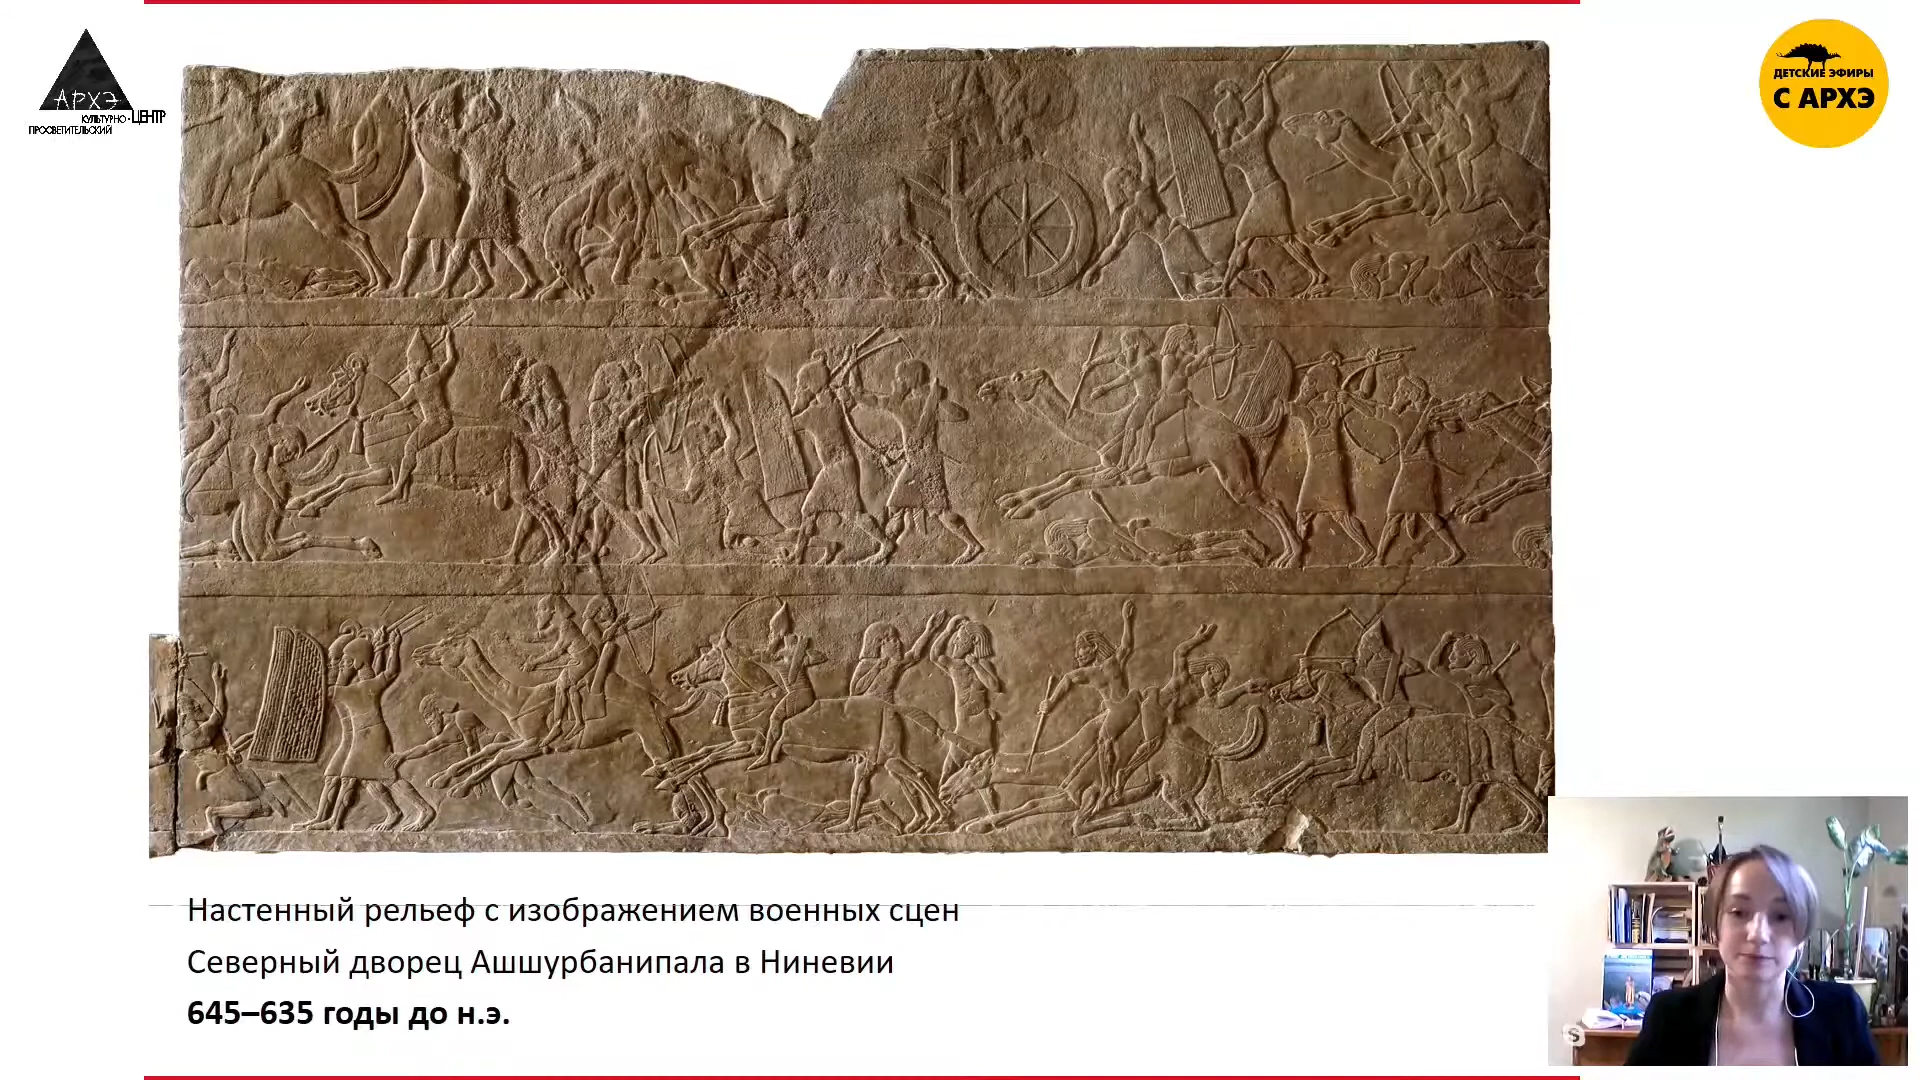 АРХЭ
КУЛЬТУРНО-ЦЕНТР
ПРОСВЕТИТЕЛЬСКИЙ
ДЕТСКИЕ ЭФИРЫ
С АРХЭ
Настенный рельеф с изображением военных сцен
Северный дворец Ашшурбанипала в Ниневии
645–635 годы до н.э.
S